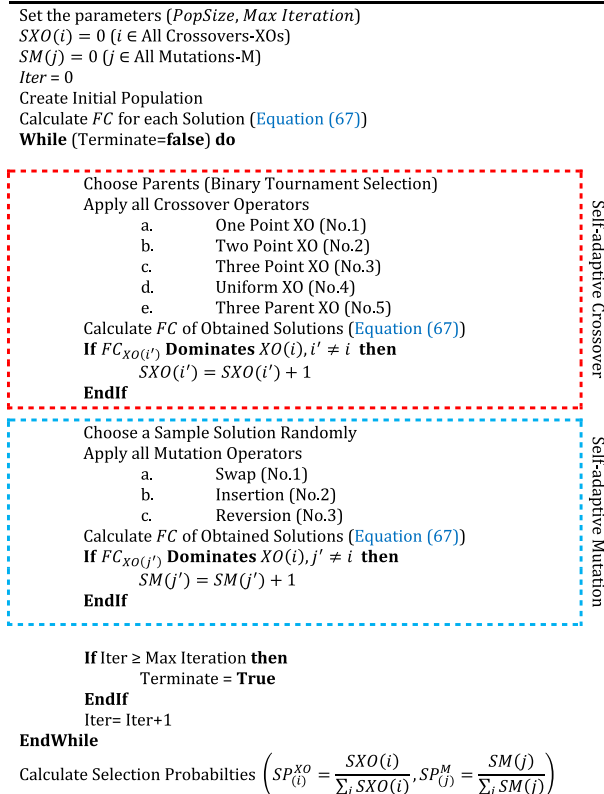 Set the parameters (PopSize, Max Iteration)
SXO(i) = 0 (i ∈ All Crossovers-XOs)
SM(j) = 0 (j ∈ All Mutations-M)
Iter = 0
Create Initial Population
Calculate FC for each Solution (Equation (67))
While (Terminate=false) do
Choose Parents (Binary Tournament Selection)
Apply all Crossover Operators
a. One Point XO (No.1)
b. Two Point XO (No.2)
c. Three Point XO (No.3)
d. Uniform XO (No.4)
e. Three Parent XO (No.5)
Calculate FC of Obtained Solutions (Equation (67))
If FC_{XO(i′)} Dominates XO(i), i′ ≠ i then
SXO(i′) = SXO(i′) + 1
EndIf
Self-adaptive Crossover
Choose a Sample Solution Randomly
Apply all Mutation Operators
a. Swap (No.1)
b. Insertion (No.2)
c. Reversion (No.3)
Calculate FC of Obtained Solutions (Equation (67))
If FC_{XO(j′)} Dominates XO(i), j′ ≠ i then
SM(j′) = SM(j′) + 1
EndIf
Self-adaptive Mutation
If Iter ≥ Max Iteration then
Terminate = True
EndIf
Iter= Iter+1
EndWhile
Calculate Selection Probabilties (SP_{(i)}^{XO} = SXO(i) / ∑_i SXO(i), SP_{(j)}^{M} = SM(j) / ∑_j SM(j))